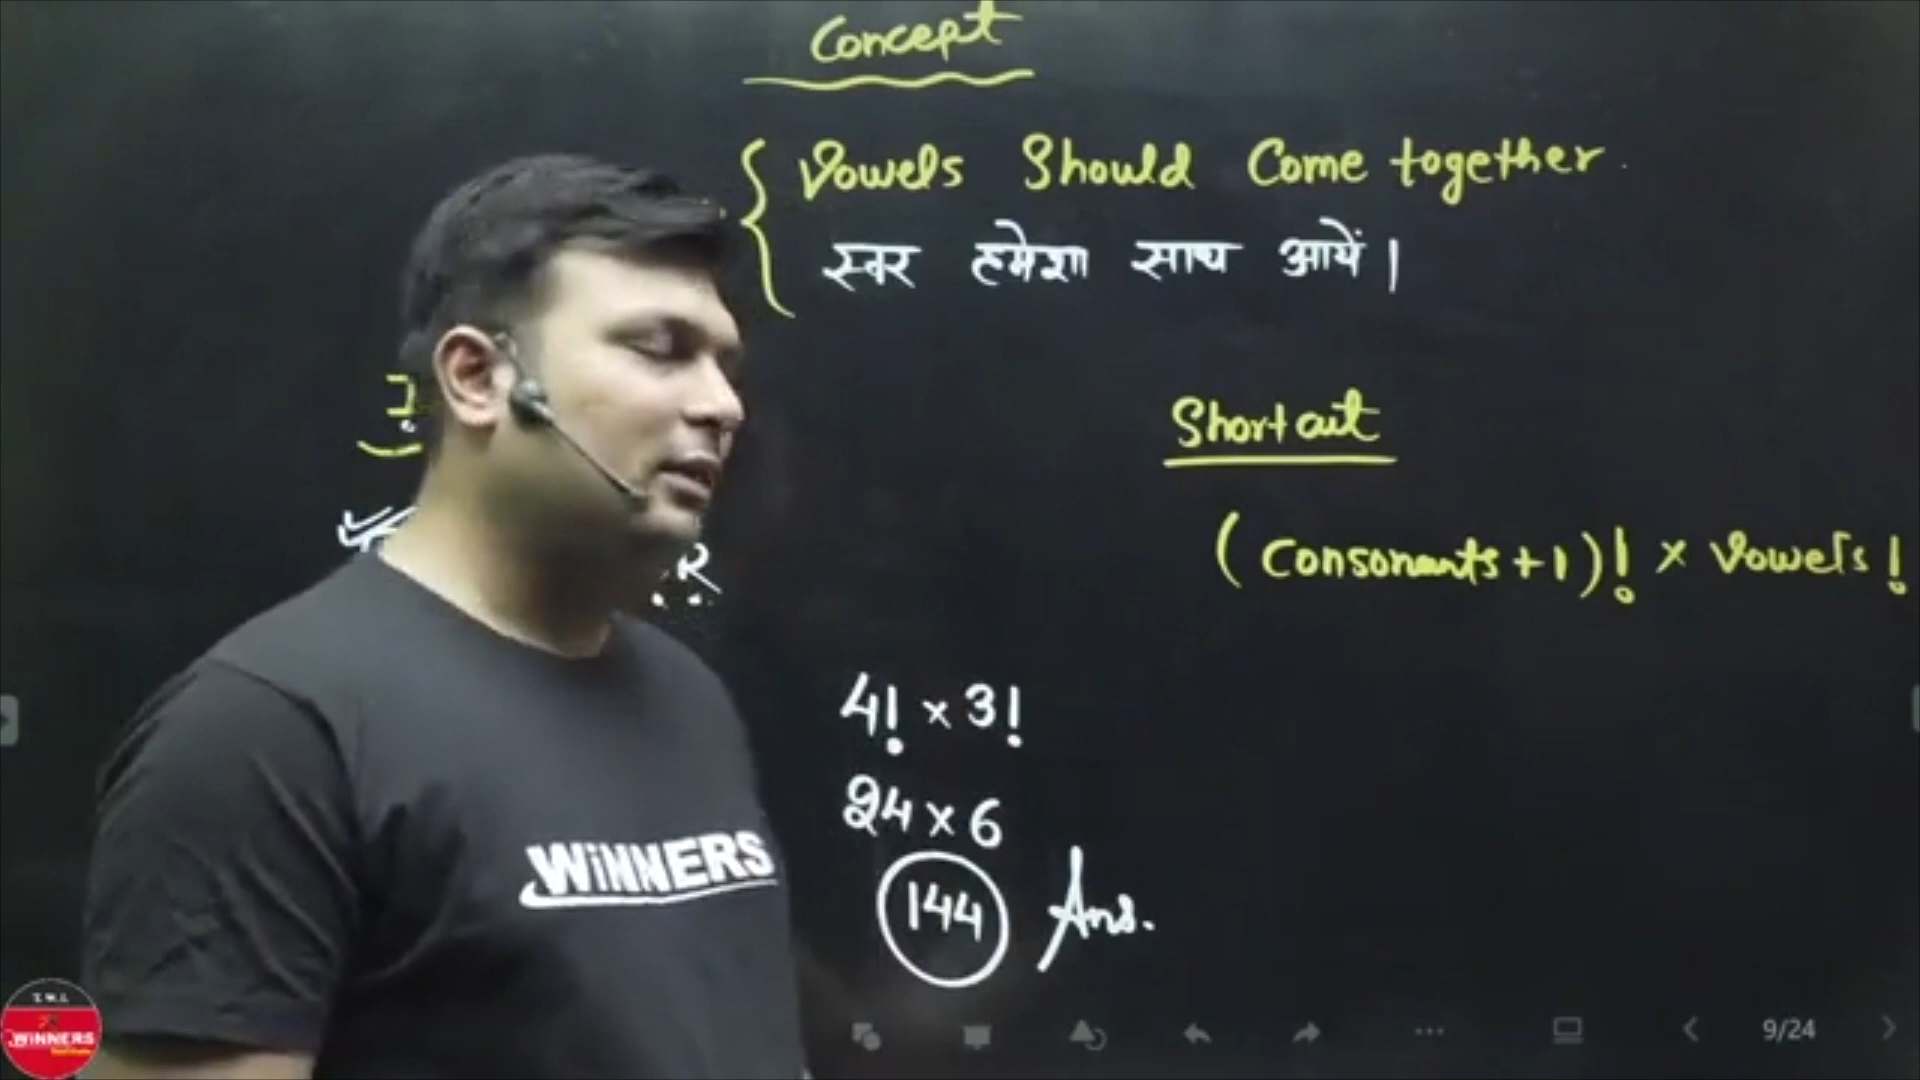 Concept
Vowels Should Come together
स्वर हमेशा साथ आयें।
Shortcut
(Consonants + 1)! × Vowels!
R
4! × 3!
24 × 6
144 Ans.
WiNNERS
WiNNERS
9/24